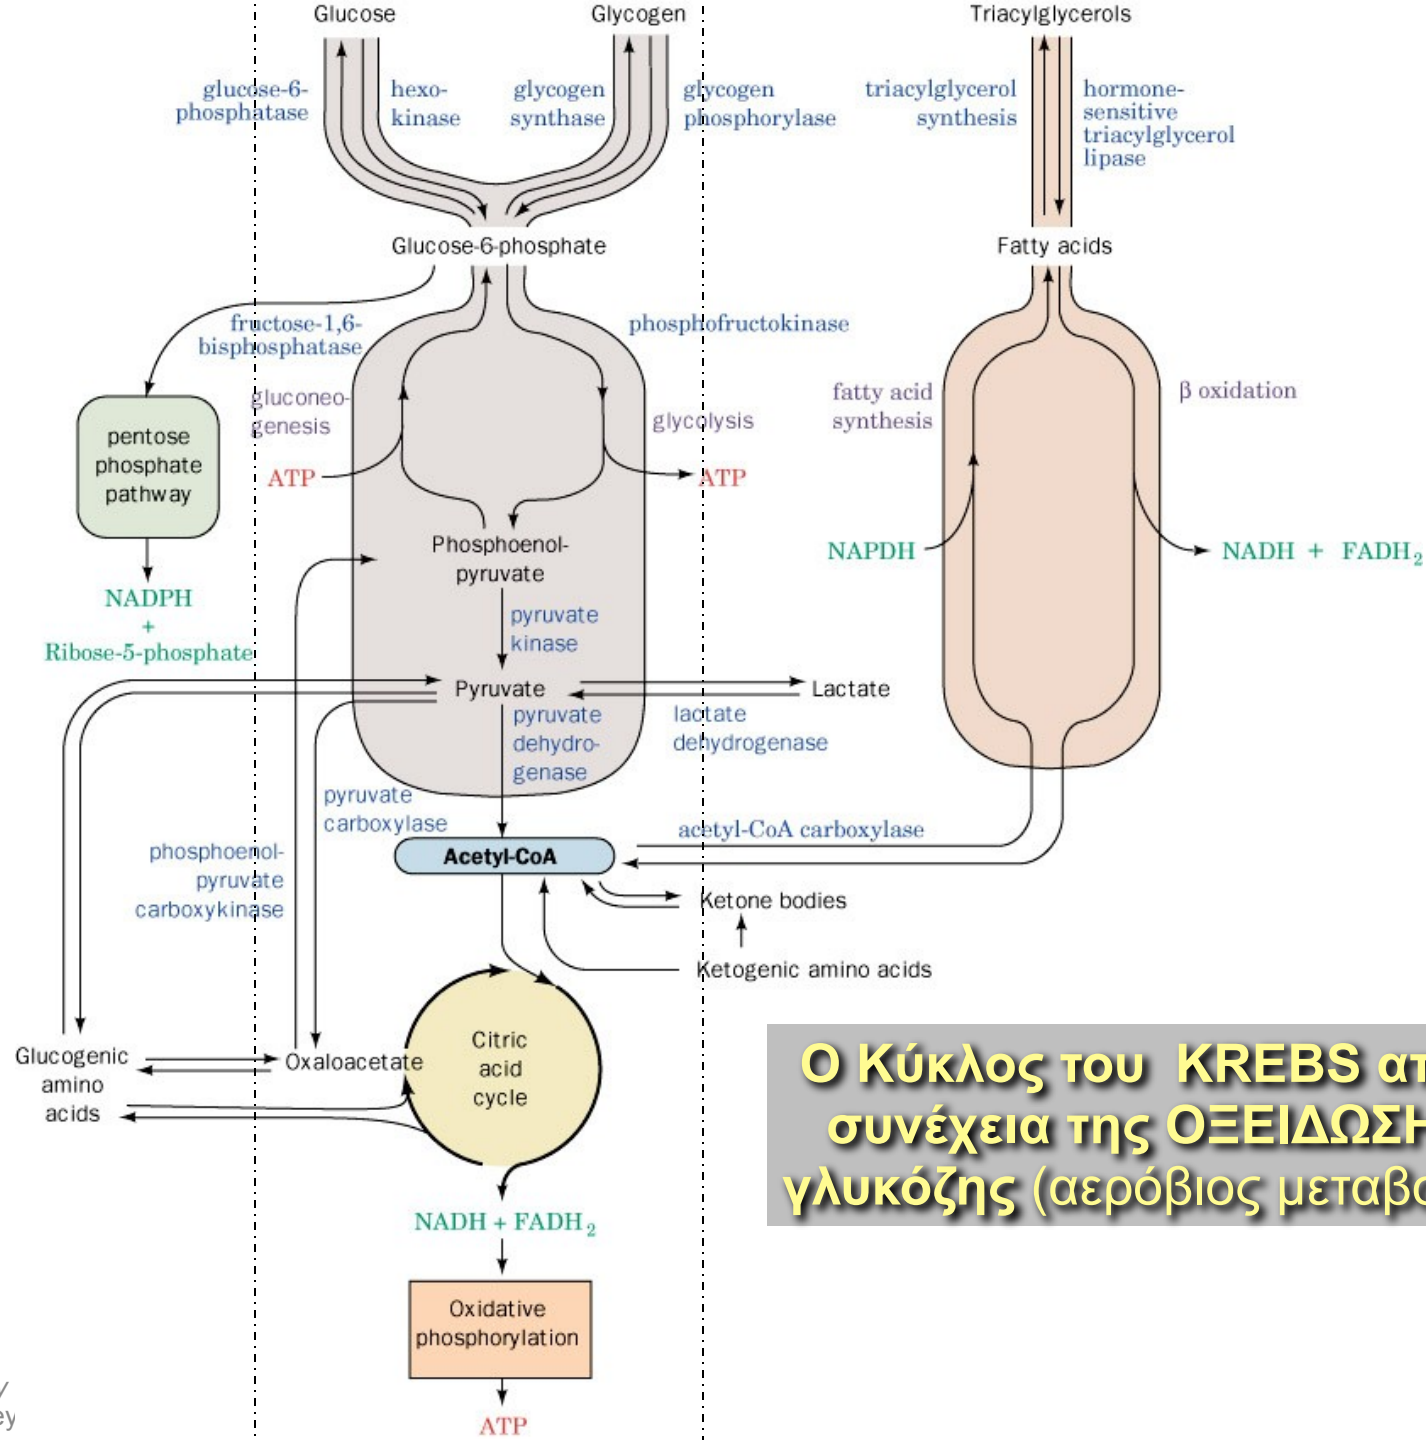 Glucose
Glycogen
Triacylglycerols
glucose-6-
phosphatase
hexo-
kinase
glycogen
synthase
glycogen
phosphorylase
triacylglycerol
synthesis
hormone-
sensitive
triacylglycerol
lipase
Glucose-6-phosphate
Fatty acids
fructose-1,6-
bisphosphatase
phosphofructokinase
gluconeo-
genesis
glycolysis
fatty acid
synthesis
β oxidation
pentose
phosphate
pathway
ATP
ATP
Phosphoenol-
pyruvate
NAPDH
NADH + FADH₂
NADPH
+
Ribose-5-phosphate
pyruvate
kinase
Pyruvate
Lactate
pyruvate
dehydro-
genase
lactate
dehydrogenase
pyruvate
carboxylase
acetyl-CoA carboxylase
phosphoenol-
pyruvate
carboxykinase
Acetyl-CoA
Ketone bodies
Ketogenic amino acids
Glucogenic
amino
acids
Oxaloacetate
Citric
acid
cycle
Ο Κύκλος του KREBS
συνέχεια της
γλυκόζης (αερόβιος
NADH + FADH₂
Oxidative
phosphorylation
ATP